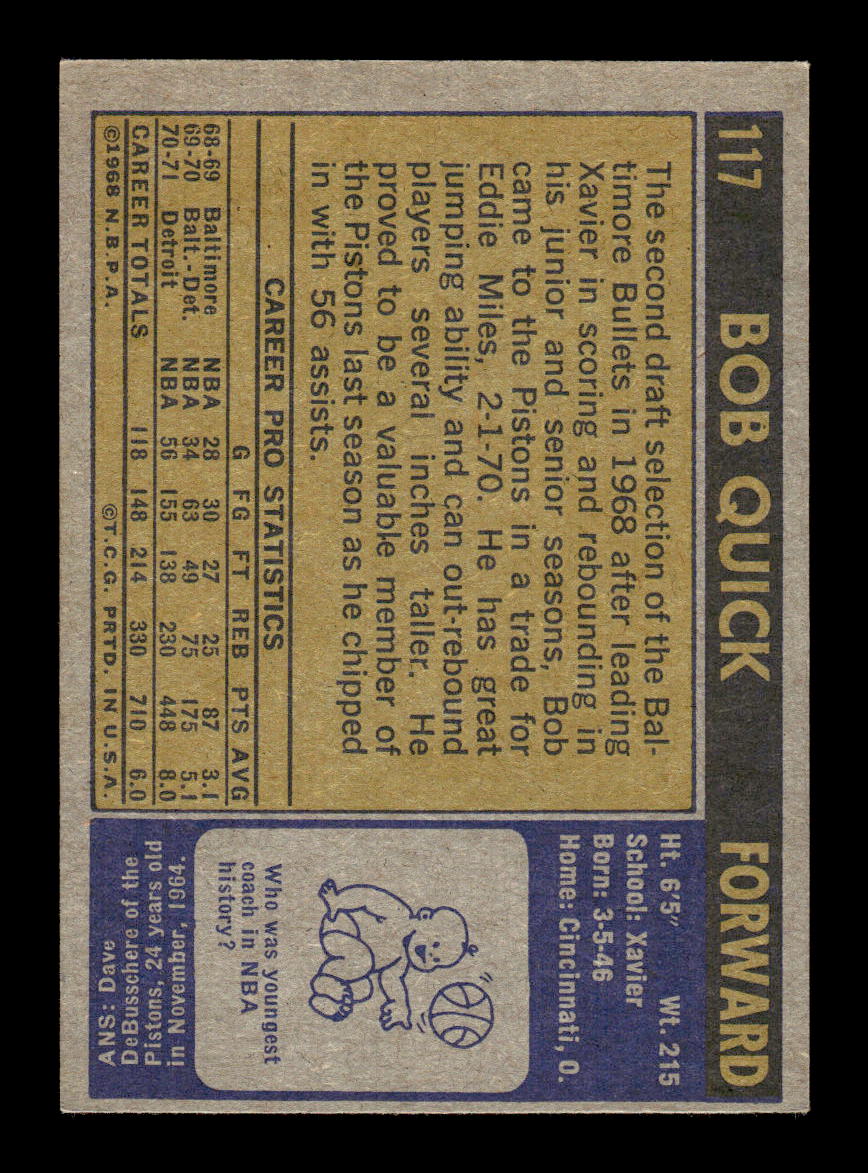 117 BOB QUICK FORWARD
The second draft selection of the Bal-
timore Bullets in 1968 after leading
Xavier in scoring and rebounding in
his junior and senior seasons, Bob
came to the Pistons in a trade for
Eddie Miles, 2-1-70. He has great
jumping ability and can out-rebound
players several inches taller. He
proved to be a valuable member of
the Pistons last season as he chipped
in with 56 assists.
CAREER PRO STATISTICS
G FG FT REB PTS AVG
68-69 Baltimore NBA 28 30 27 25 87 3.1
69-70 Balt.-Det. NBA 34 63 49 75 175 5.1
70-71 Detroit NBA 56 155 138 230 448 8.0
CAREER TOTALS 118 148 214 330 710 6.0
©1968 N.B.P.A. ©T.C.G. PRTD. IN U.S.A.
Ht. 6'5" Wt. 215
School: Xavier
Born: 3-5-46
Home: Cincinnati, O.
Who was youngest
coach in NBA
history?
ANS: Dave
DeBusschere of the
Pistons, 24 years old
in November, 1964.